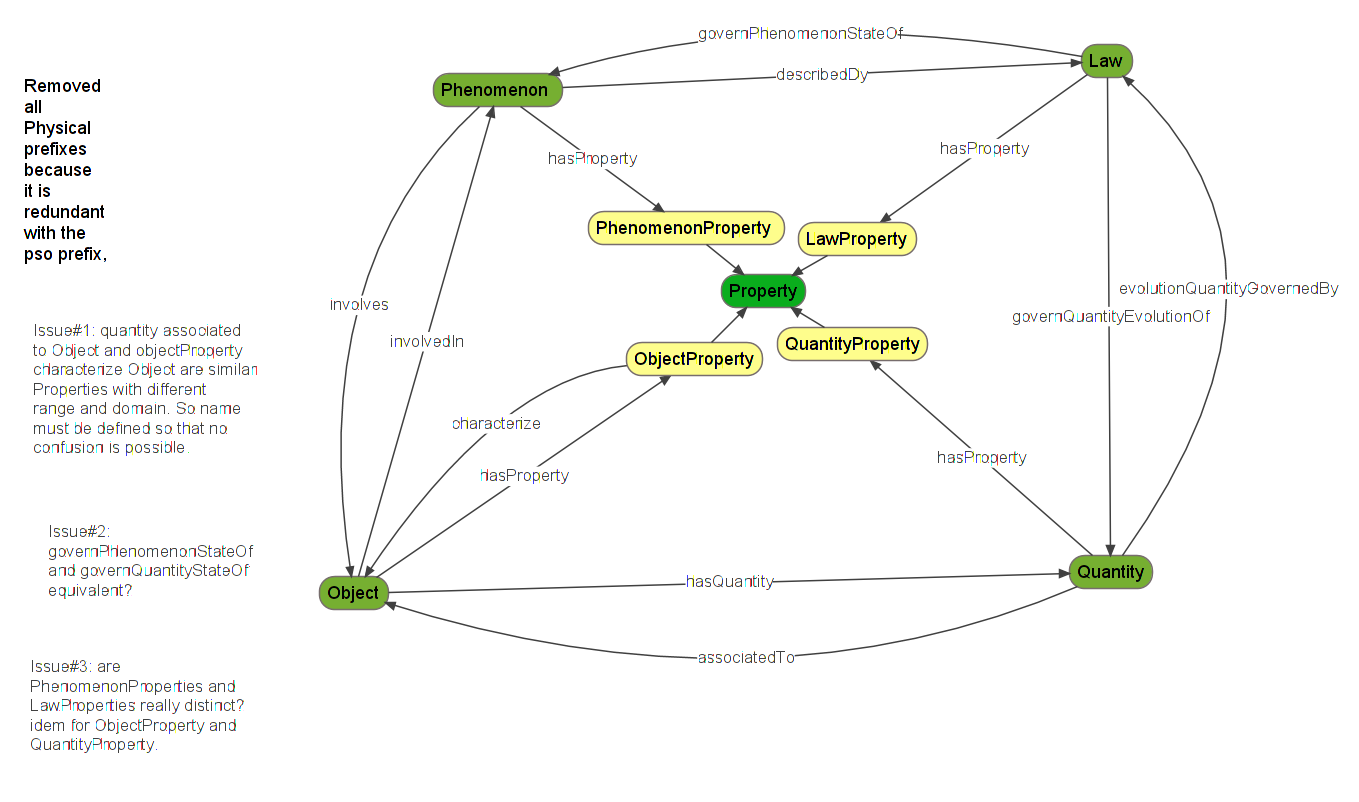 governPhenomenonStateOf
Law
describedDy
Phenomenon
Removed
all
Physical
prefixes
because
it is
redundant
with the
pso prefix,
hasProperty
hasProperty
PhenomenonProperty
LawProperty
Property
evolutionQuantityGovernedBy
involves
governQuantityEvolutionOf
Issue#1: quantity associated
to Object and objectProperty
characterize Object are similan
Properties with different
range and domain. So name
must be defined so that no
confusion is possible.
involvedIn
QuantityProperty
ObjectProperty
characterize
hasProperty
hasProperty
Issue#2:
governPhenomenonStateOf
and governQuantityStateOf
equivalent?
Quantity
hasQuantity
Object
associatedTo
Issue#3: are
PhenomenonProperties and
LawProperties really distinct?
idem for ObjectProperty and
QuantityProperty.